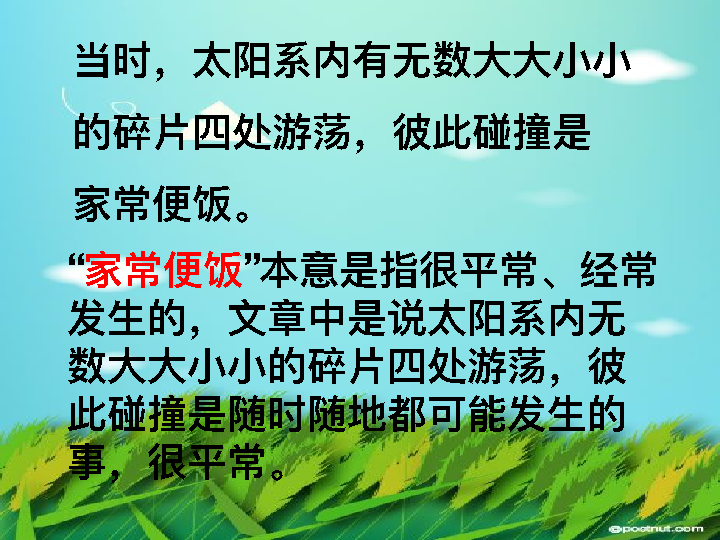 当时，太阳系内有无数大大小小
的碎片四处游荡，彼此碰撞是
家常便饭。
“家常便饭”本意是指很平常、经常
发生的，文章中是说太阳系内无
数大大小小的碎片四处游荡，彼
此碰撞是随时随地都可能发生的
事，很平常。
@pootnut.com